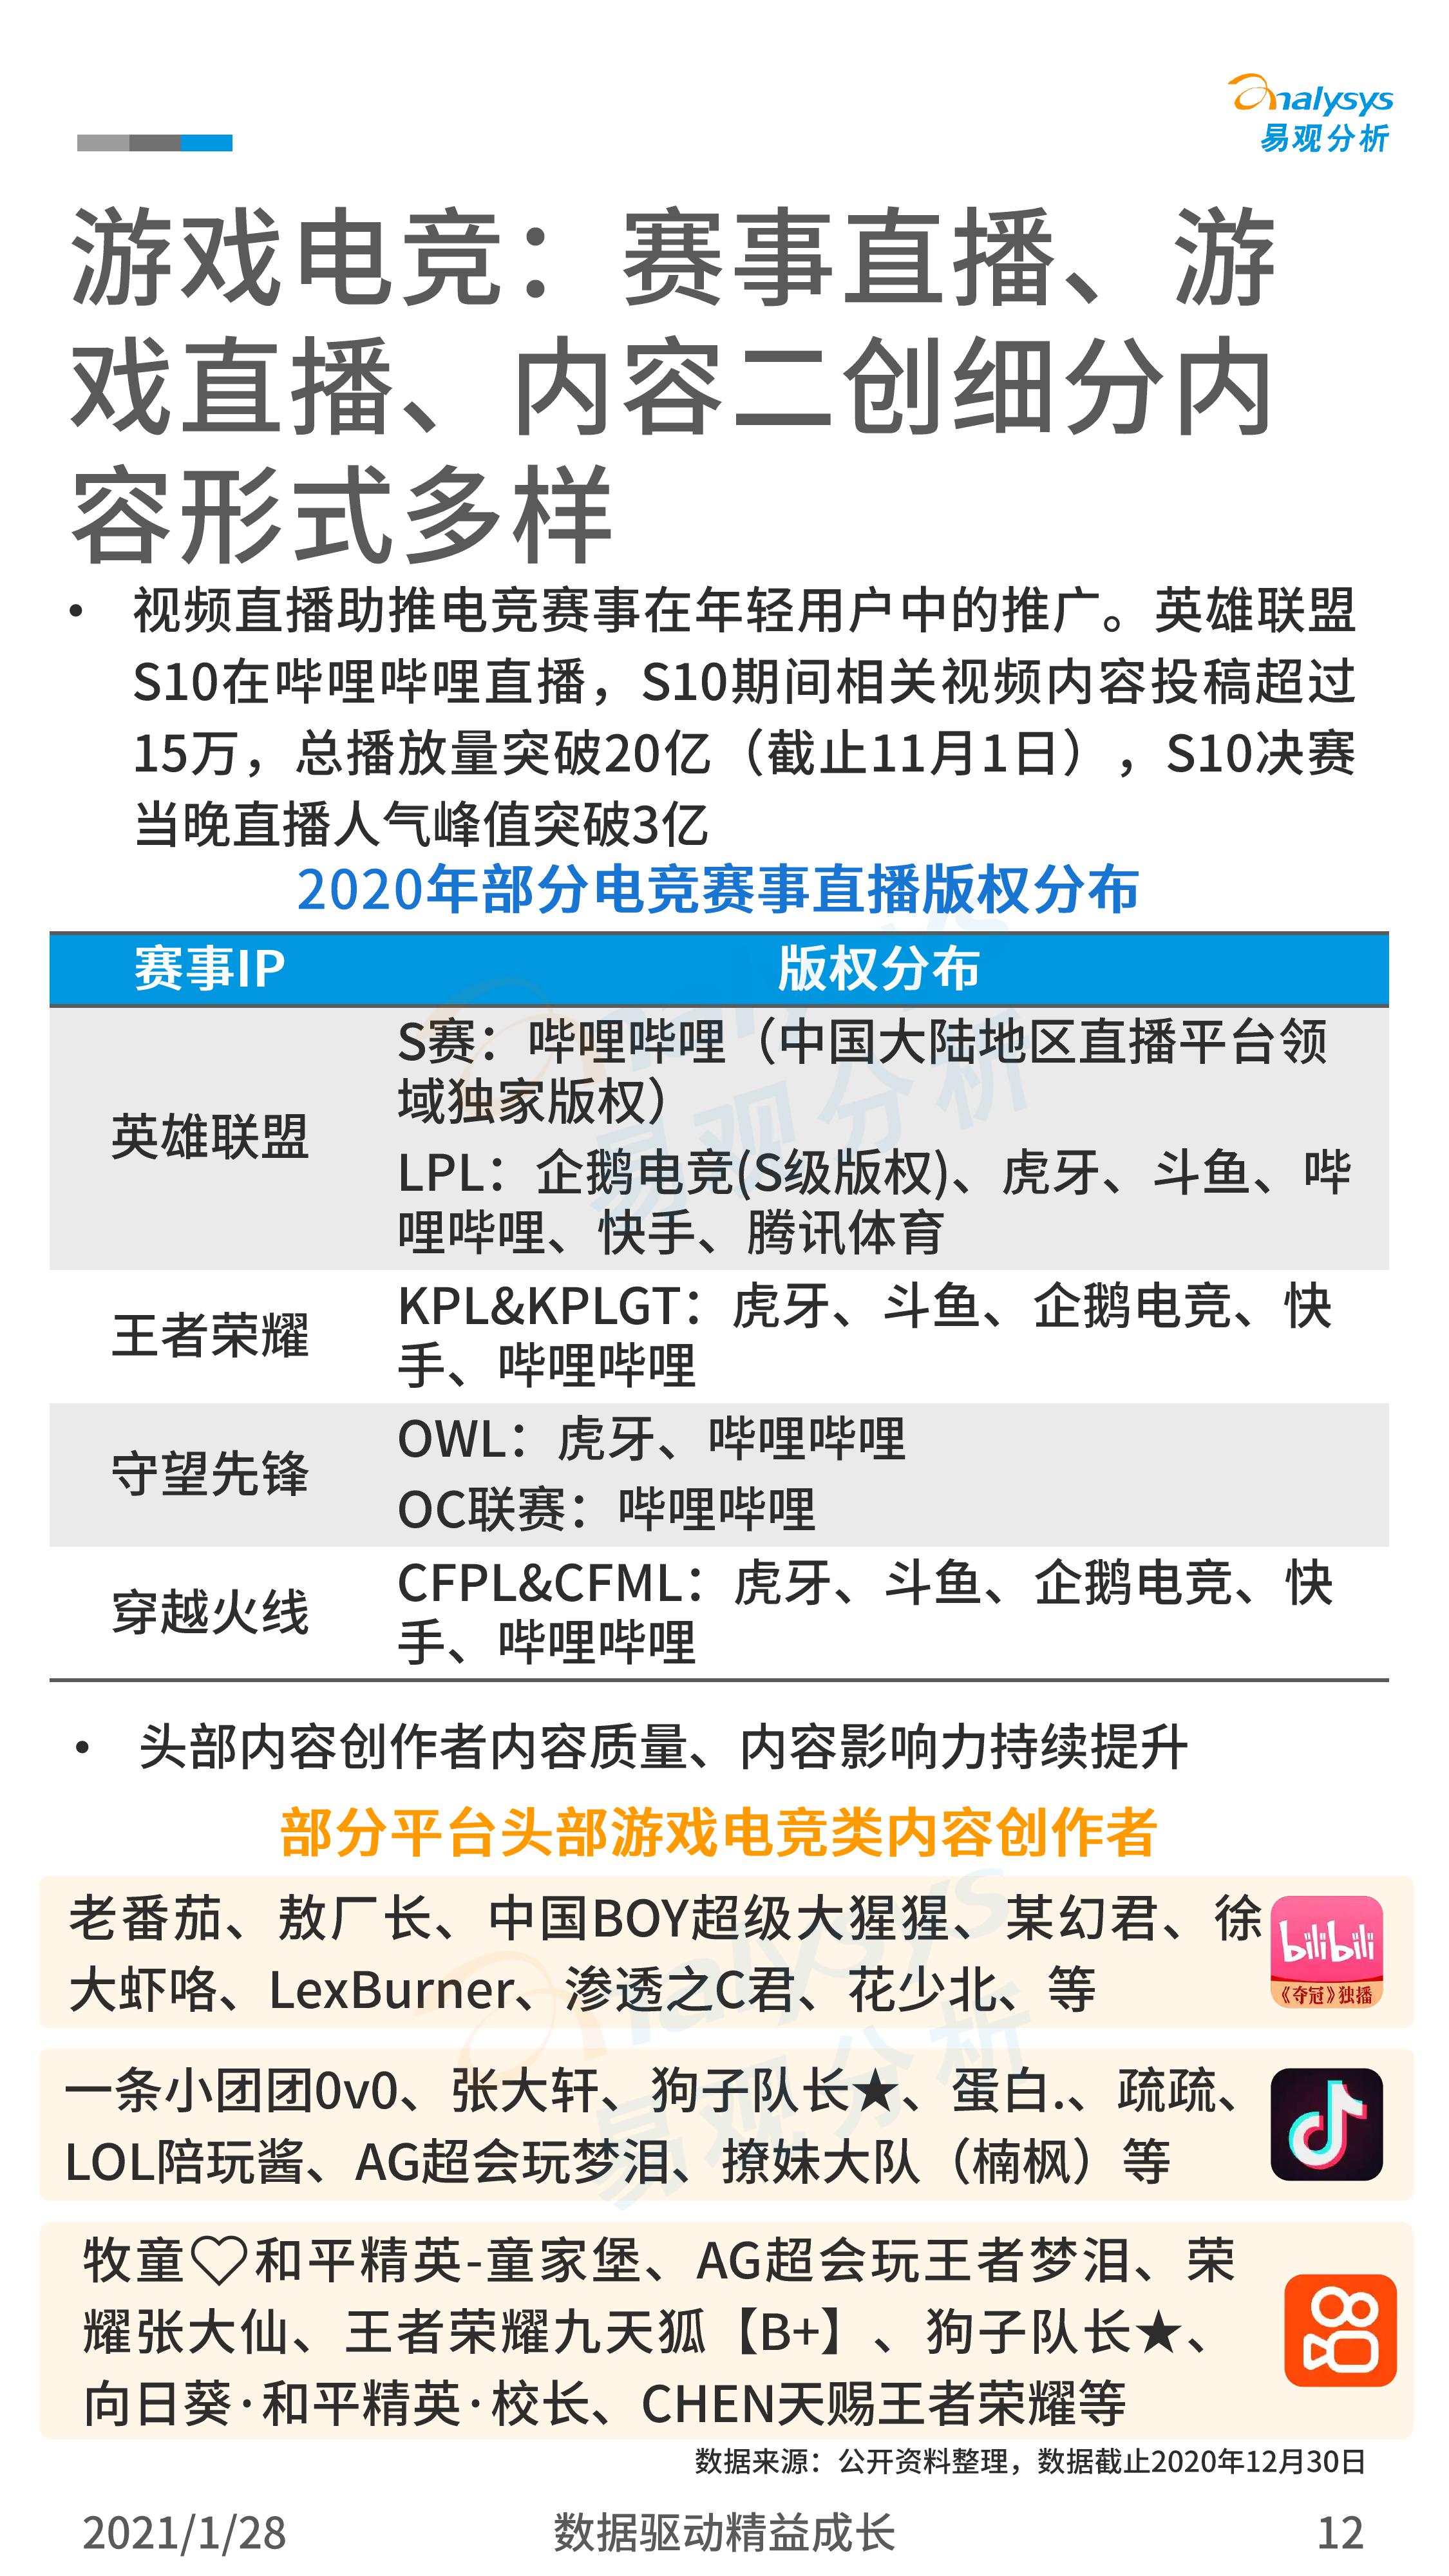 analysys
易观分析
游戏电竞：赛事直播、游
戏直播、内容二创细分内
容形式多样
• 视频直播助推电竞赛事在年轻用户中的推广。英雄联盟
S10在哔哩哔哩直播，S10期间相关视频内容投稿超过
15万，总播放量突破20亿（截止11月1日），S10决赛
当晚直播人气峰值突破3亿
2020年部分电竞赛事直播版权分布
赛事IP 版权分布
英雄联盟
S赛：哔哩哔哩（中国大陆地区直播平台领
域独家版权）
LPL：企鹅电竞(S级版权)、虎牙、斗鱼、哔
哩哔哩、快手、腾讯体育
王者荣耀
KPL&KPLGT：虎牙、斗鱼、企鹅电竞、快
手、哔哩哔哩
守望先锋
OWL：虎牙、哔哩哔哩
OC联赛：哔哩哔哩
穿越火线
CFPL&CFML：虎牙、斗鱼、企鹅电竞、快
手、哔哩哔哩
• 头部内容创作者内容质量、内容影响力持续提升
部分平台头部游戏电竞类内容创作者
老番茄、敖厂长、中国BOY超级大猩猩、某幻君、徐
大虾咯、LexBurner、渗透之C君、花少北、等
bilibili
《夺冠》独播
一条小团团0v0、张大轩、狗子队长★、蛋白.、疏疏、
LOL陪玩酱、AG超会玩梦泪、撩妹大队（楠枫）等
牧童♡和平精英-童家堡、AG超会玩王者梦泪、荣
耀张大仙、王者荣耀九天狐【B+】、狗子队长★、
向日葵·和平精英·校长、CHEN天赐王者荣耀等
数据来源：公开资料整理，数据截止2020年12月30日
2021/1/28 数据驱动精益成长 12